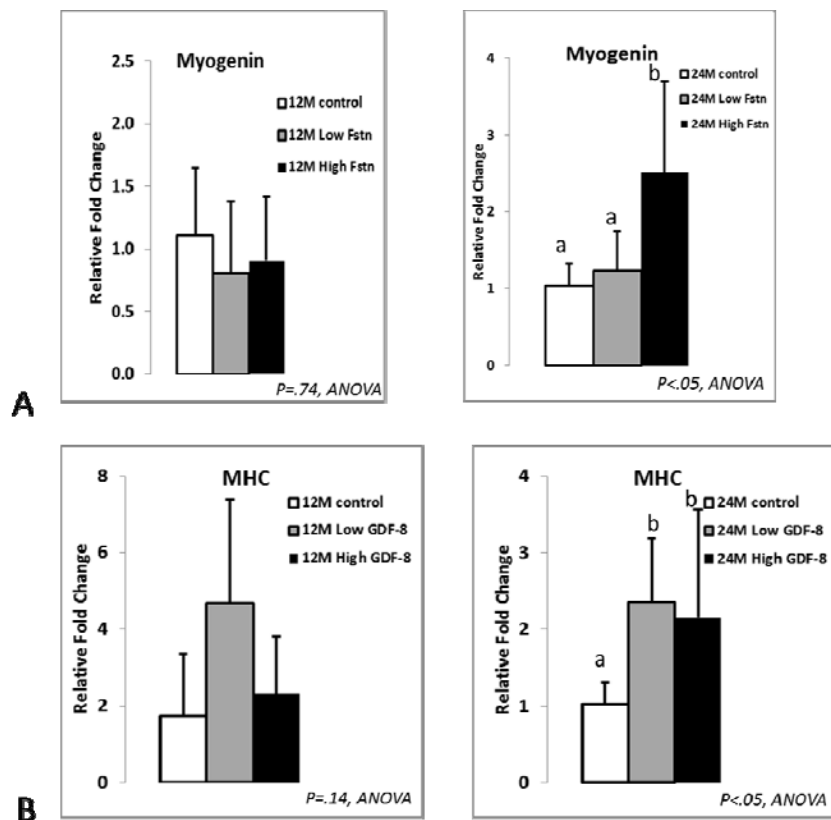 Myogenin
2.5
2.0
1.5
1.0
0.5
0.0
Relative Fold Change
12M control
12M Low Fstn
12M High Fstn
P=.74, ANOVA
Myogenin
4
3
2
1
0
Relative Fold Change
24M control
24M Low Fstn
24M High Fstn
a
a
b
P<.05, ANOVA
A
MHC
8
6
4
2
0
Relative Fold Change
12M control
12M Low GDF-8
12M High GDF-8
P=.14, ANOVA
MHC
4
3
2
1
0
Relative Fold Change
24M control
24M Low GDF-8
24M High GDF-8
a
b
b
P<.05, ANOVA
B